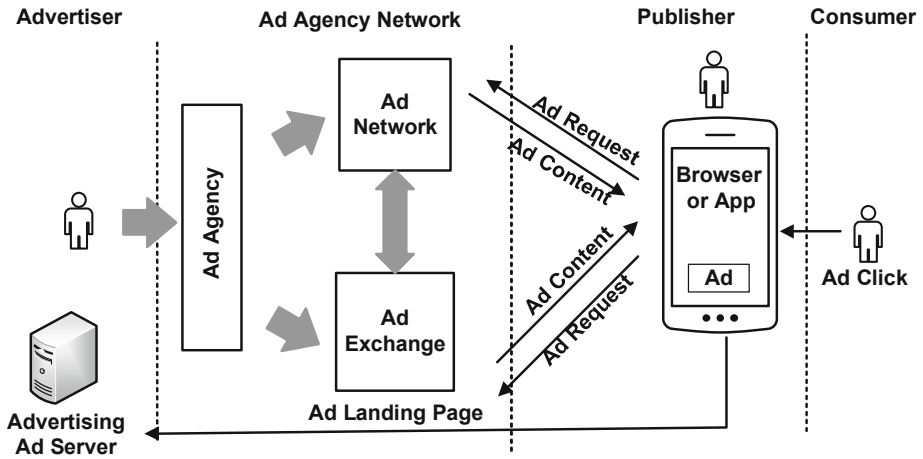 Advertiser
Ad Agency Network
Publisher
Consumer
Ad Agency
Ad
Network
Ad
Exchange
Ad Request
Ad Content
Ad Content
Ad Request
Browser
or App
Ad
Ad Click
Advertising
Ad Server
Ad Landing Page